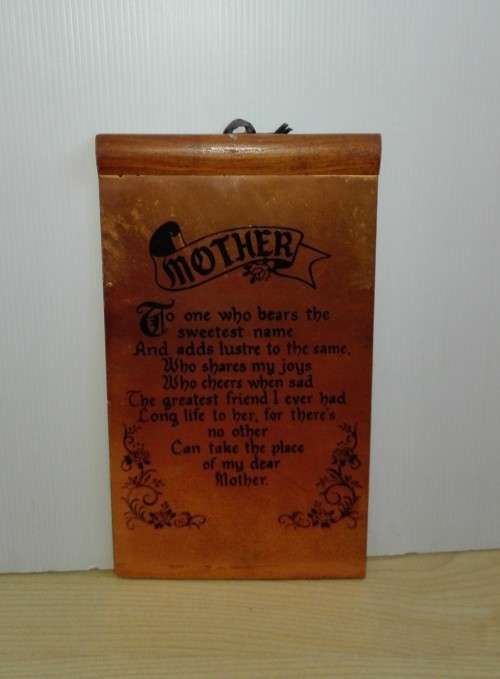 MOTHER
To one who bears the
sweetest name
And adds lustre to the same,
Who shares my joys
Who cheers when sad
The greatest friend I ever had
Long life to her, for there's
no other
Can take the place
of my dear
Mother.